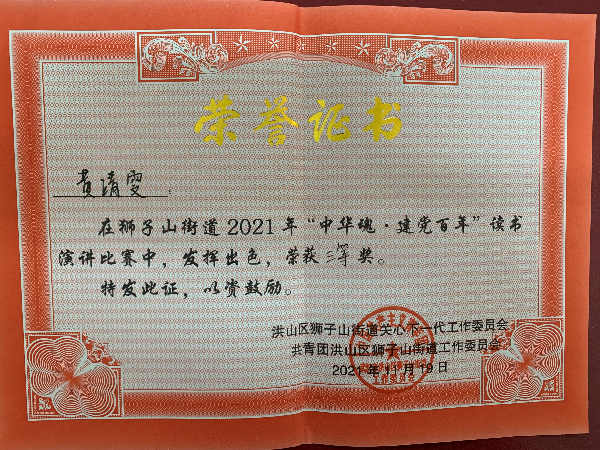 荣誉证书
黄清雯
在狮子山街道2021年“中华魂·建党百年”读书
演讲比赛中，发挥出色，荣获三等奖。
特发此证，以资鼓励。
洪山区狮子山街道关心下一代工作委员会
共青团洪山区狮子山街道工作委员会
2021年11月19日